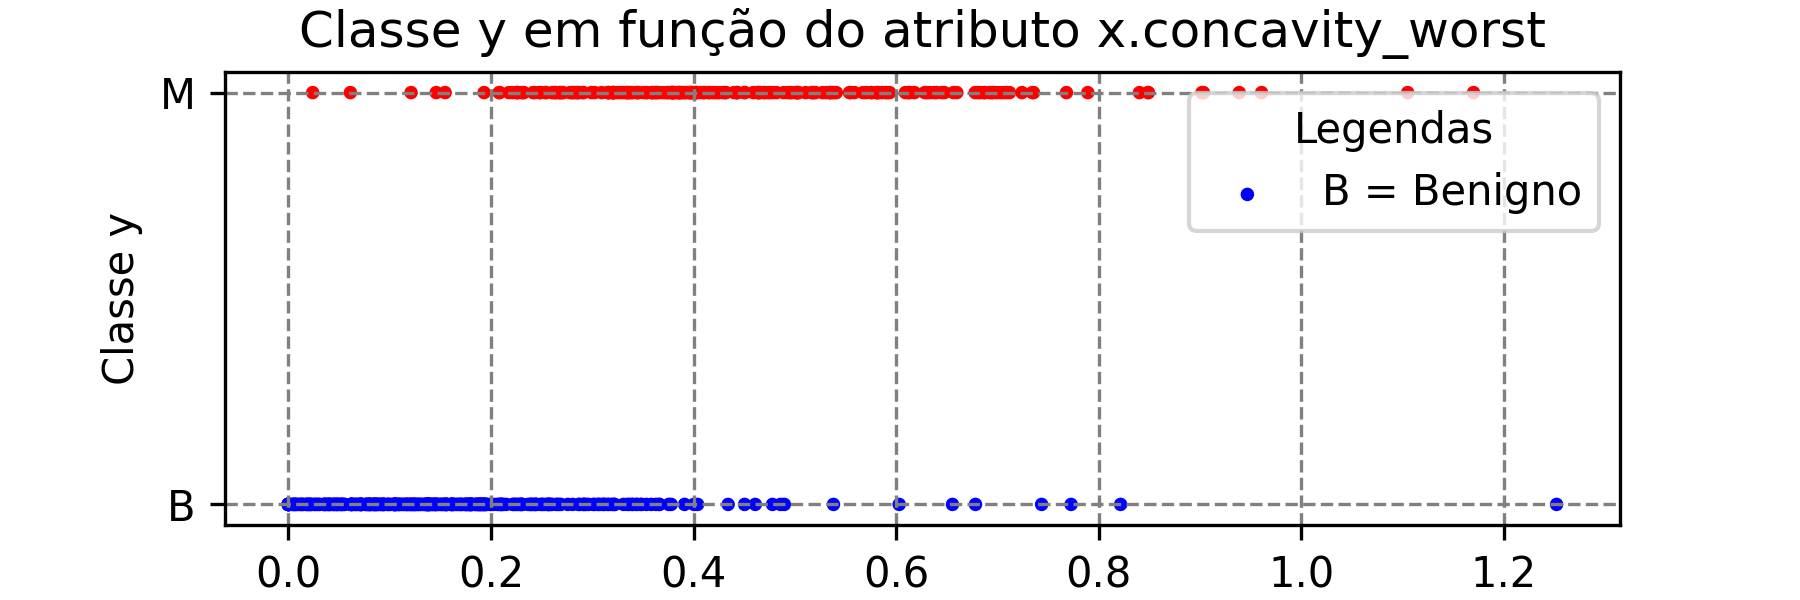 Classe y em função do atributo x.concavity_worst
M
Legendas
B = Benigno
Classe y
B
0.0 0.2 0.4 0.6 0.8 1.0 1.2